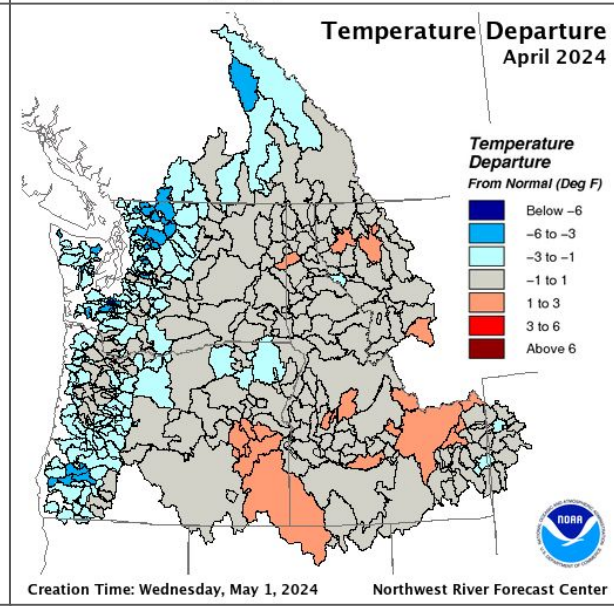 Temperature Departure
April 2024
Temperature
Departure
From Normal (Deg F)
Below −6
−6 to −3
−3 to −1
−1 to 1
1 to 3
3 to 6
Above 6
NOAA
Creation Time: Wednesday, May 1, 2024
Northwest River Forecast Center